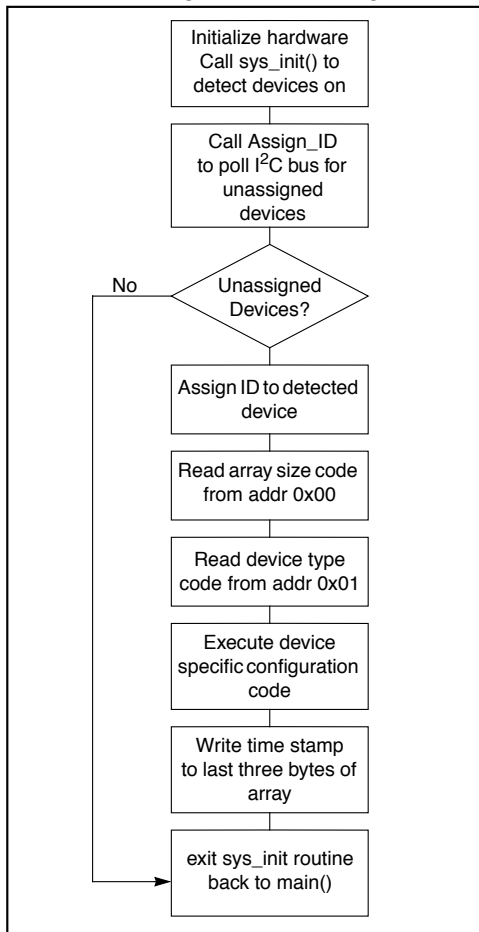 Initialize hardware
Call sys_init() to
detect devices on
Call Assign_ID
to poll I²C bus for
unassigned
devices
No
Unassigned
Devices?
Assign ID to detected
device
Read array size code
from addr 0x00
Read device type
code from addr 0x01
Execute device
specific configuration
code
Write time stamp
to last three bytes of
array
exit sys_init routine
back to main()